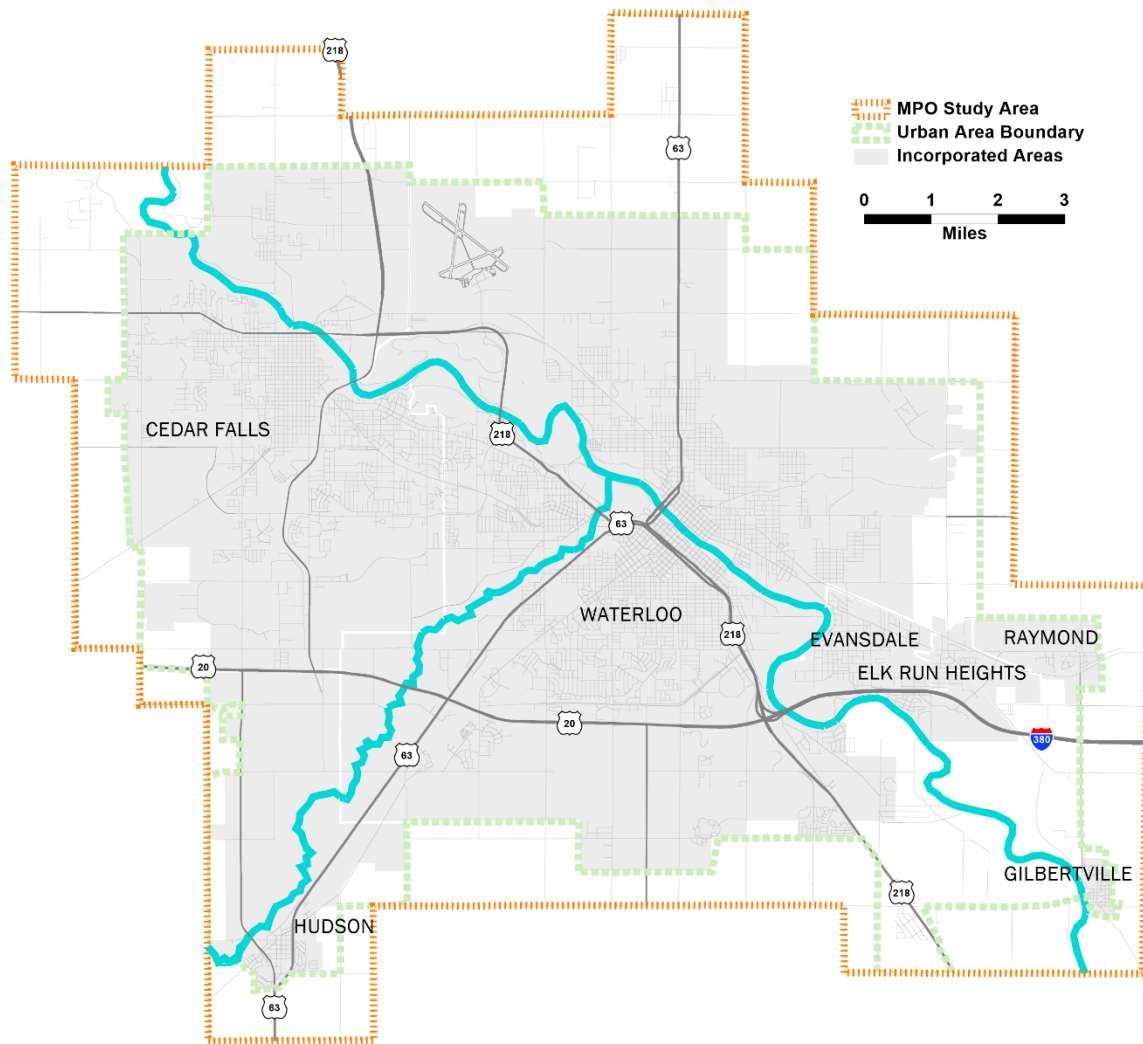 218
MPO Study Area
Urban Area Boundary
Incorporated Areas
63
0 1 2 3
Miles
CEDAR FALLS
218
63
WATERLOO
218
EVANSDALE
RAYMOND
20
ELK RUN HEIGHTS
20
63
380
GILBERTVILLE
218
HUDSON
63